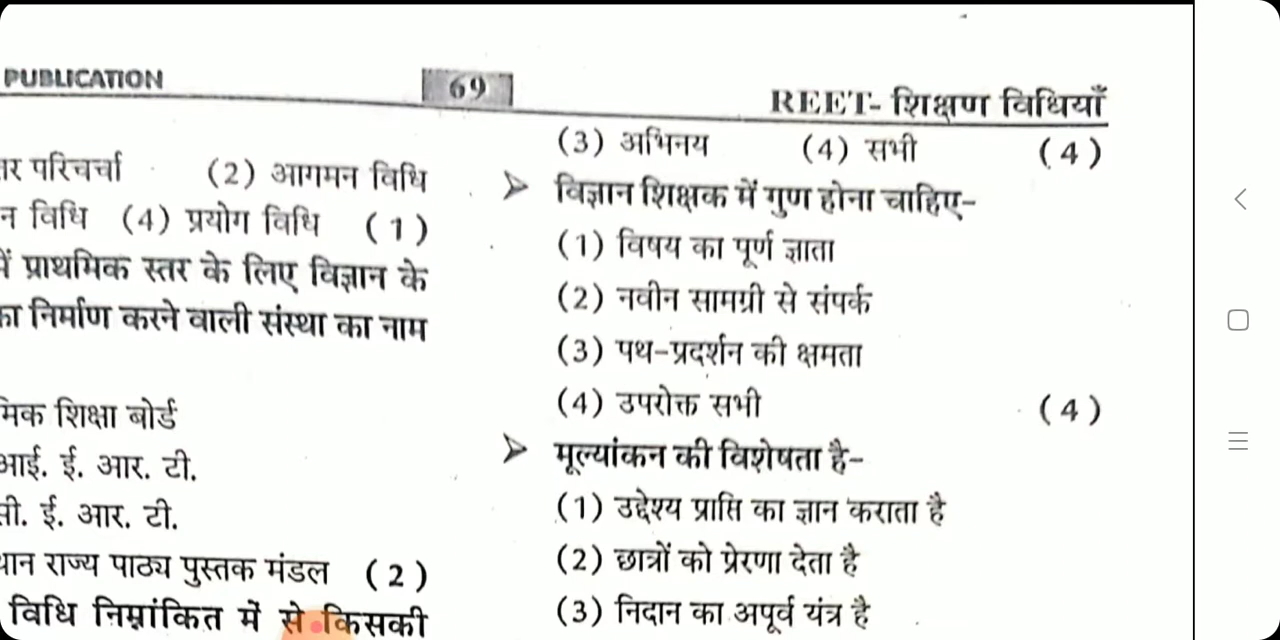 PUBLICATION
69
REET- शिक्षण विधियाँ
परिचर्चा (2) आगमन विधि
विधि (4) प्रयोग विधि (1)
प्राथमिक स्तर के लिए विज्ञान के
निर्माण करने वाली संस्था का नाम
शिक्षा बोर्ड
आई. ई. आर. टी.
सी. ई. आर. टी.
राज्य पाठ्य पुस्तक मंडल (2)
विधि निम्नांकित में से किसकी
(3) अभिनय (4) सभी (4)
➤ विज्ञान शिक्षक में गुण होना चाहिए-
(1) विषय का पूर्ण ज्ञाता
(2) नवीन सामग्री से संपर्क
(3) पथ-प्रदर्शन की क्षमता
(4) उपरोक्त सभी (4)
➤ मूल्यांकन की विशेषता है-
(1) उद्देश्य प्राप्ति का ज्ञान कराता है
(2) छात्रों को प्रेरणा देता है
(3) निदान का अपूर्व यंत्र है